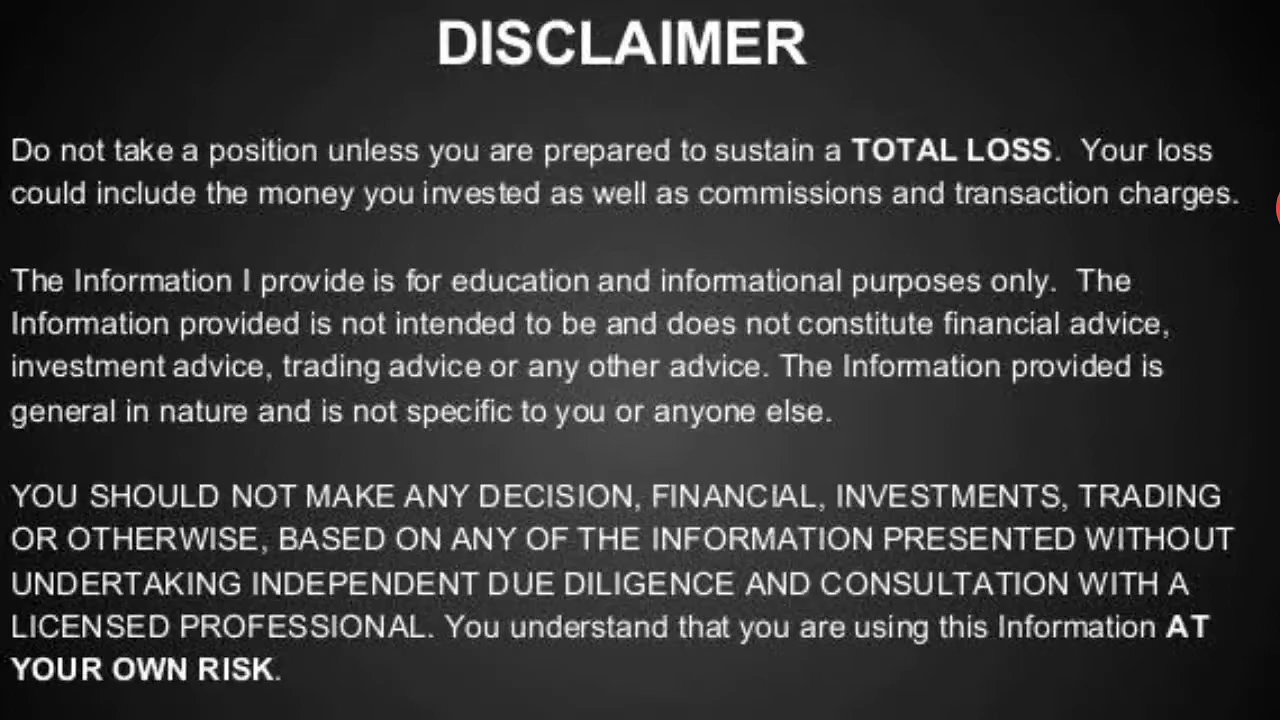 DISCLAIMER
Do not take a position unless you are prepared to sustain a TOTAL LOSS.  Your loss
could include the money you invested as well as commissions and transaction charges.
The Information I provide is for education and informational purposes only.  The
Information provided is not intended to be and does not constitute financial advice,
investment advice, trading advice or any other advice. The Information provided is
general in nature and is not specific to you or anyone else.
YOU SHOULD NOT MAKE ANY DECISION, FINANCIAL, INVESTMENTS, TRADING
OR OTHERWISE, BASED ON ANY OF THE INFORMATION PRESENTED WITHOUT
UNDERTAKING INDEPENDENT DUE DILIGENCE AND CONSULTATION WITH A
LICENSED PROFESSIONAL. You understand that you are using this Information AT
YOUR OWN RISK.